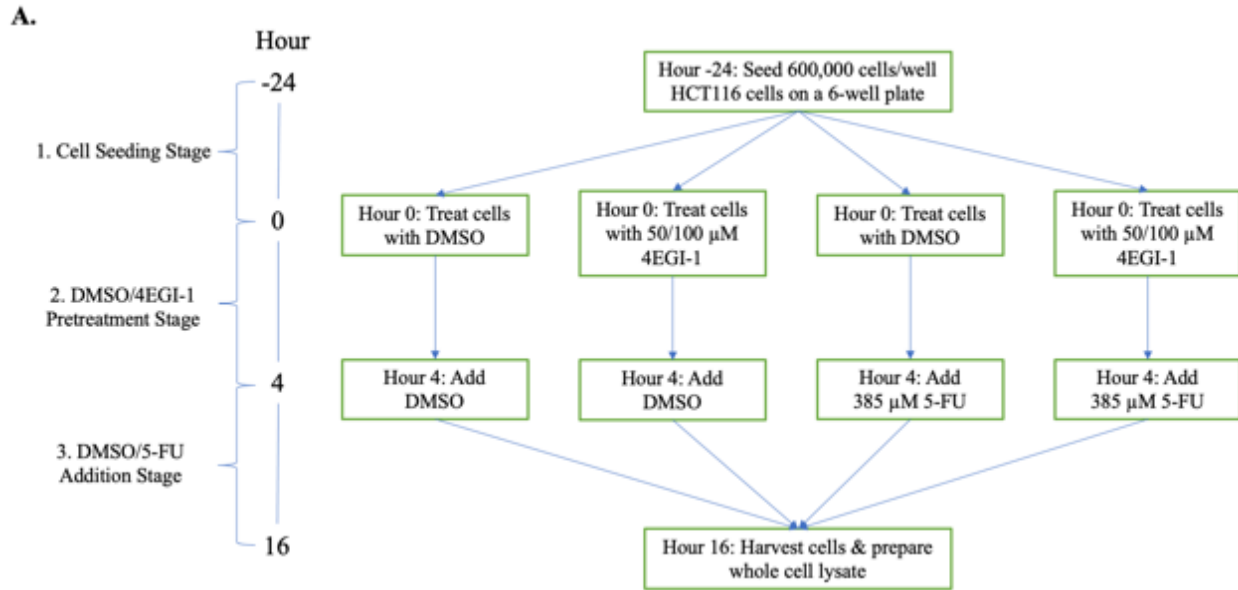 A.
Hour
-24
1. Cell Seeding Stage
0
2. DMSO/4EGI-1
Pretreatment Stage
4
3. DMSO/5-FU
Addition Stage
16
Hour -24: Seed 600,000 cells/well
HCT116 cells on a 6-well plate
Hour 0: Treat cells
with DMSO
Hour 0: Treat cells
with 50/100 μM
4EGI-1
Hour 0: Treat cells
with DMSO
Hour 0: Treat cells
with 50/100 μM
4EGI-1
Hour 4: Add
DMSO
Hour 4: Add
DMSO
Hour 4: Add
385 μM 5-FU
Hour 4: Add
385 μM 5-FU
Hour 16: Harvest cells & prepare
whole cell lysate